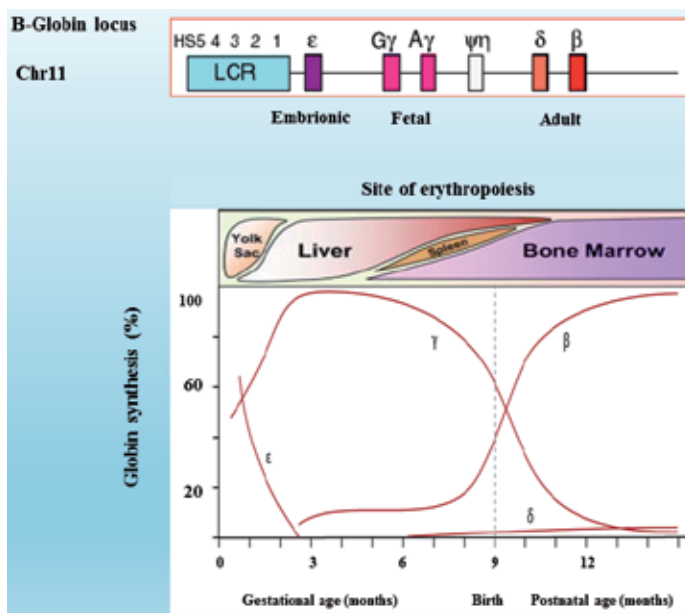 B-Globin locus
HS5 4 3 2 1 ε Gγ Aγ ψη δ β
Chr11 LCR
Embrionic Fetal Adult
Site of erythropoiesis
Yolk Sac Liver Spleen Bone Marrow
Globin synthesis (%)
100
60
20
γ β
ε
δ
0 3 6 9 12
Gestational age (months) Birth Postnatal age (months)